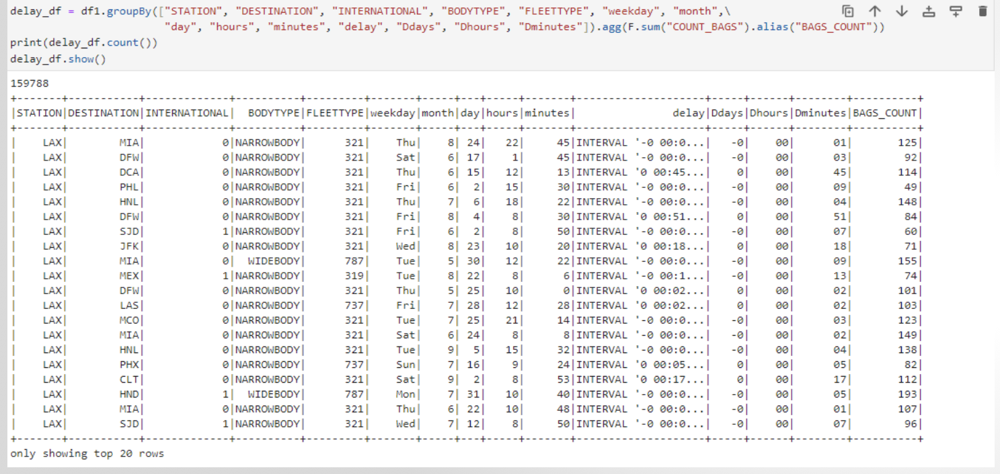 delay_df = df1.groupBy(["STATION", "DESTINATION", "INTERNATIONAL", "BODYTYPE", "FLEETTYPE", "weekday", "month",\
"day", "hours", "minutes", "delay", "Ddays", "Dhours", "Dminutes"]).agg(F.sum("COUNT_BAGS").alias("BAGS_COUNT"))
print(delay_df.count())
delay_df.show()
159788
+-------+-----------+-------------+----------+---------+-------+-----+---+-----+-------+--------------------+-----+------+--------+----------+
|STATION|DESTINATION|INTERNATIONAL|  BODYTYPE|FLEETTYPE|weekday|month|day|hours|minutes|               delay|Ddays|Dhours|Dminutes|BAGS_COUNT|
+-------+-----------+-------------+----------+---------+-------+-----+---+-----+-------+--------------------+-----+------+--------+----------+
|    LAX|        MIA|            0|NARROWBODY|      321|    Thu|    8| 24|   22|     45|INTERVAL '-0 00:0...|   -0|    00|      01|       125|
|    LAX|        DFW|            0|NARROWBODY|      321|    Sat|    6| 17|    1|     45|INTERVAL '-0 00:0...|   -0|    00|      03|        92|
|    LAX|        DCA|            0|NARROWBODY|      321|    Thu|    6| 15|   12|     13|INTERVAL '0 00:45...|    0|    00|      45|       114|
|    LAX|        PHL|            0|NARROWBODY|      321|    Fri|    6|  2|   15|     30|INTERVAL '-0 00:0...|   -0|    00|      09|        49|
|    LAX|        HNL|            0|NARROWBODY|      321|    Thu|    7|  6|   18|     22|INTERVAL '-0 00:0...|   -0|    00|      04|       148|
|    LAX|        DFW|            0|NARROWBODY|      321|    Fri|    8|  4|    8|     30|INTERVAL '0 00:51...|    0|    00|      51|        84|
|    LAX|        SJD|            1|NARROWBODY|      321|    Fri|    6|  2|    8|     50|INTERVAL '-0 00:0...|   -0|    00|      07|        60|
|    LAX|        JFK|            0|NARROWBODY|      321|    Wed|    8| 23|   10|     20|INTERVAL '0 00:18...|    0|    00|      18|        71|
|    LAX|        MIA|            0|  WIDEBODY|      787|    Tue|    5| 30|   12|     22|INTERVAL '-0 00:0...|   -0|    00|      09|       155|
|    LAX|        MEX|            1|NARROWBODY|      319|    Tue|    8| 22|    8|      6|INTERVAL '-0 00:1...|   -0|    00|      13|        74|
|    LAX|        DFW|            0|NARROWBODY|      321|    Thu|    5| 25|   10|      0|INTERVAL '0 00:02...|    0|    00|      02|       101|
|    LAX|        LAS|            0|NARROWBODY|      737|    Fri|    7| 28|   12|     28|INTERVAL '0 00:02...|    0|    00|      02|       103|
|    LAX|        MCO|            0|NARROWBODY|      321|    Tue|    7| 25|   21|     14|INTERVAL '-0 00:0...|   -0|    00|      03|       123|
|    LAX|        MIA|            0|NARROWBODY|      321|    Sat|    6| 24|    8|      8|INTERVAL '-0 00:0...|   -0|    00|      02|       149|
|    LAX|        HNL|            0|NARROWBODY|      321|    Tue|    9|  5|   15|     32|INTERVAL '-0 00:0...|   -0|    00|      04|       138|
|    LAX|        PHX|            0|NARROWBODY|      737|    Sun|    7| 16|    9|     24|INTERVAL '0 00:05...|    0|    00|      05|        82|
|    LAX|        CLT|            0|NARROWBODY|      321|    Sat|    9|  2|    8|     53|INTERVAL '0 00:17...|    0|    00|      17|       112|
|    LAX|        HND|            1|  WIDEBODY|      787|    Mon|    7| 31|   10|     40|INTERVAL '-0 00:0...|   -0|    00|      05|       193|
|    LAX|        MIA|            0|NARROWBODY|      321|    Thu|    6| 22|   10|     48|INTERVAL '-0 00:0...|   -0|    00|      01|       107|
|    LAX|        SJD|            1|NARROWBODY|      321|    Wed|    7| 12|    8|     50|INTERVAL '-0 00:0...|   -0|    00|      07|        96|
+-------+-----------+-------------+----------+---------+-------+-----+---+-----+-------+--------------------+-----+------+--------+----------+
only showing top 20 rows